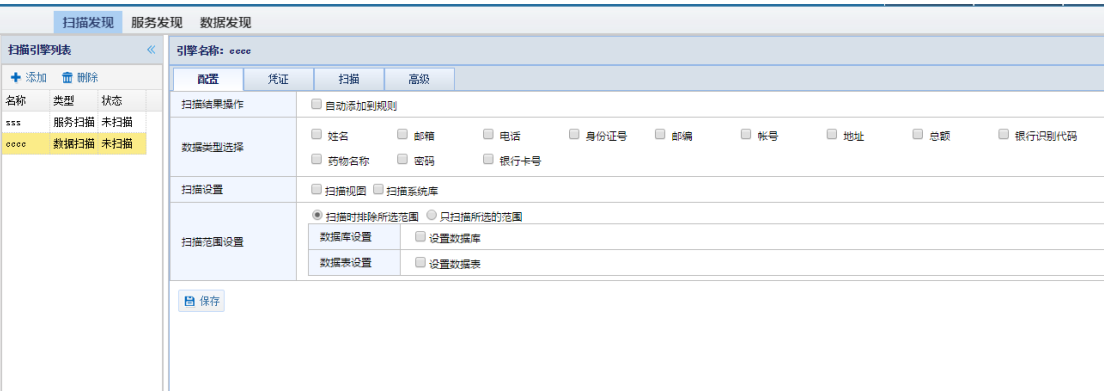 扫描发现 服务发现 数据发现
扫描引擎列表 «
引擎名称: cccc
添加 删除
配置 凭证 扫描 高级
名称 类型 状态
sss 服务扫描 未扫描
cccc 数据扫描 未扫描
扫描结果操作 自动添加到规则
数据类型选择 姓名 邮箱 电话 身份证号 邮编 帐号 地址 总额 银行识别代码
药物名称 密码 银行卡号
扫描设置 扫描视图 扫描系统库
扫描范围设置 扫描时排除所选范围 只扫描所选的范围
数据库设置 设置数据库
数据表设置 设置数据表
保存